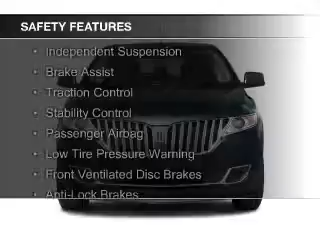 SAFETY FEATURES
• Independent Suspension
• Brake Assist
• Traction Control
• Stability Control
• Passenger Airbag
• Low Tire Pressure Warning
• Front Ventilated Disc Brakes
• Anti-Lock Brakes